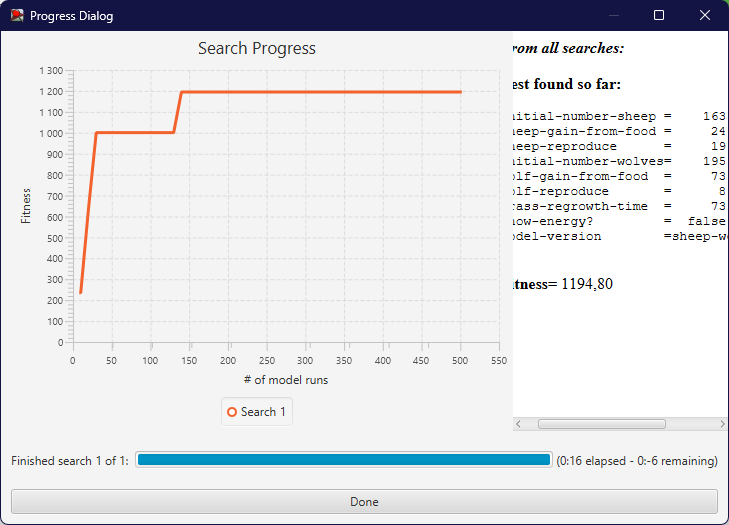 Progress Dialog
Search Progress
1 300
1 200
1 100
1 000
900
800
700
600
500
400
300
200
100
0
Fitness
0 50 100 150 200 250 300 350 400 450 500 550
# of model runs
Search 1
rom all searches:
est found so far:
nitial-number-sheep = 163
heep-gain-from-food = 24
heep-reproduce = 19
nitial-number-wolves= 195
olf-gain-from-food = 73
olf-reproduce = 8
rass-regrowth-time = 73
how-energy? = false
odel-version =sheep-wo
itness= 1194,80
Finished search 1 of 1: (0:16 elapsed - 0:-6 remaining)
Done